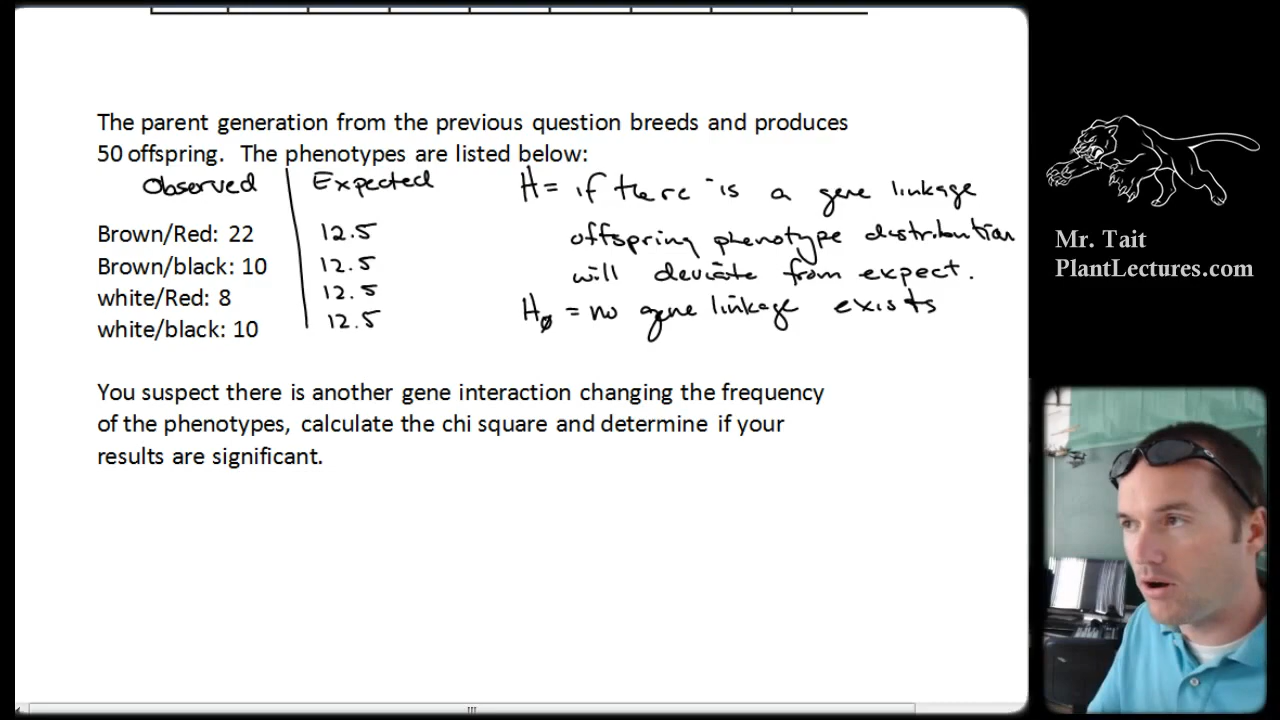 The parent generation from the previous question breeds and produces
50 offspring. The phenotypes are listed below:
Observed Expected
Brown/Red: 22 12.5
Brown/black: 10 12.5
white/Red: 8 12.5
white/black: 10 12.5
H = if there is a gene linkage
offspring phenotype distribution
will deviate from expect.
Hø = no gene linkage exists
You suspect there is another gene interaction changing the frequency
of the phenotypes, calculate the chi square and determine if your
results are significant.
Mr. Tait
PlantLectures.com